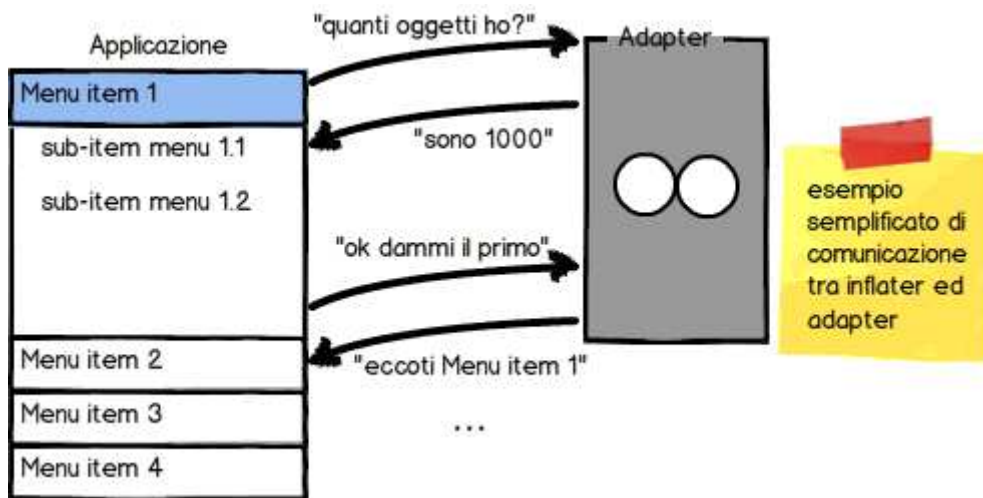 Applicazione
Menu item 1
sub-item menu 1.1
sub-item menu 1.2
Menu item 2
Menu item 3
Menu item 4
"quanti oggetti ho?"
"sono 1000"
"ok dammi il primo"
"eccoti Menu item 1"
...
Adapter
esempio
semplificato di
comunicazione
tra inflater ed
adapter